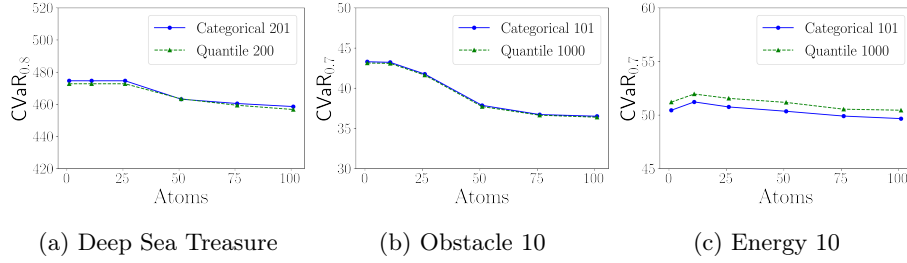 520
500
480
460
440
420
CVaR0.8
Categorical 201
Quantile 200
0 25 50 75 100
Atoms
(a) Deep Sea Treasure
50
45
40
35
30
CVaR0.7
Categorical 101
Quantile 1000
0 25 50 75 100
Atoms
(b) Obstacle 10
60
55
50
45
CVaR0.7
Categorical 101
Quantile 1000
0 25 50 75 100
Atoms
(c) Energy 10